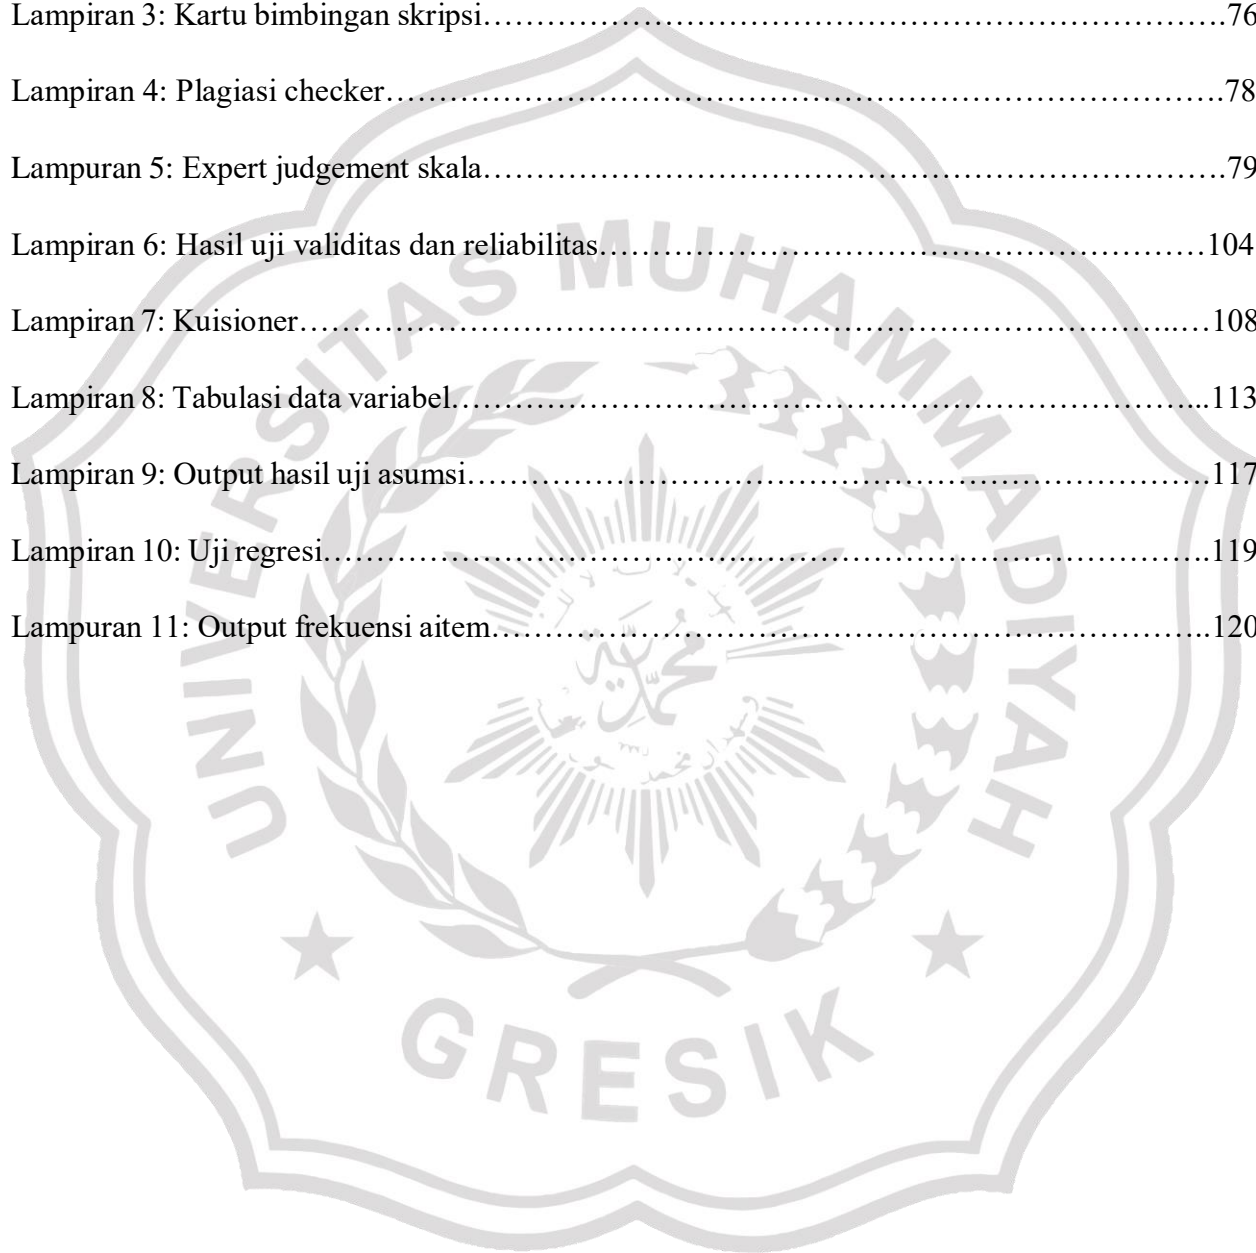 Lampiran 3: Kartu bimbingan skripsi…………………………………………………………………….76
Lampiran 4: Plagiasi checker……………………………………………………………………………….78
Lampuran 5: Expert judgement skala…………………………………………………………………….79
Lampiran 6: Hasil uji validitas dan reliabilitas…………………………………………………………104
Lampiran 7: Kuisioner…………………………………………………………………………………..…108
Lampiran 8: Tabulasi data variabel………………………………………………………………………...113
Lampiran 9: Output hasil uji asumsi…………………………………………………………………….117
Lampiran 10: Uji regresi……………………………………...………………………………………….119
Lampuran 11: Output frekuensi aitem…………………………………………………………………..120
UNIVERSITAS MUHAMMADIYAH
GRESIK